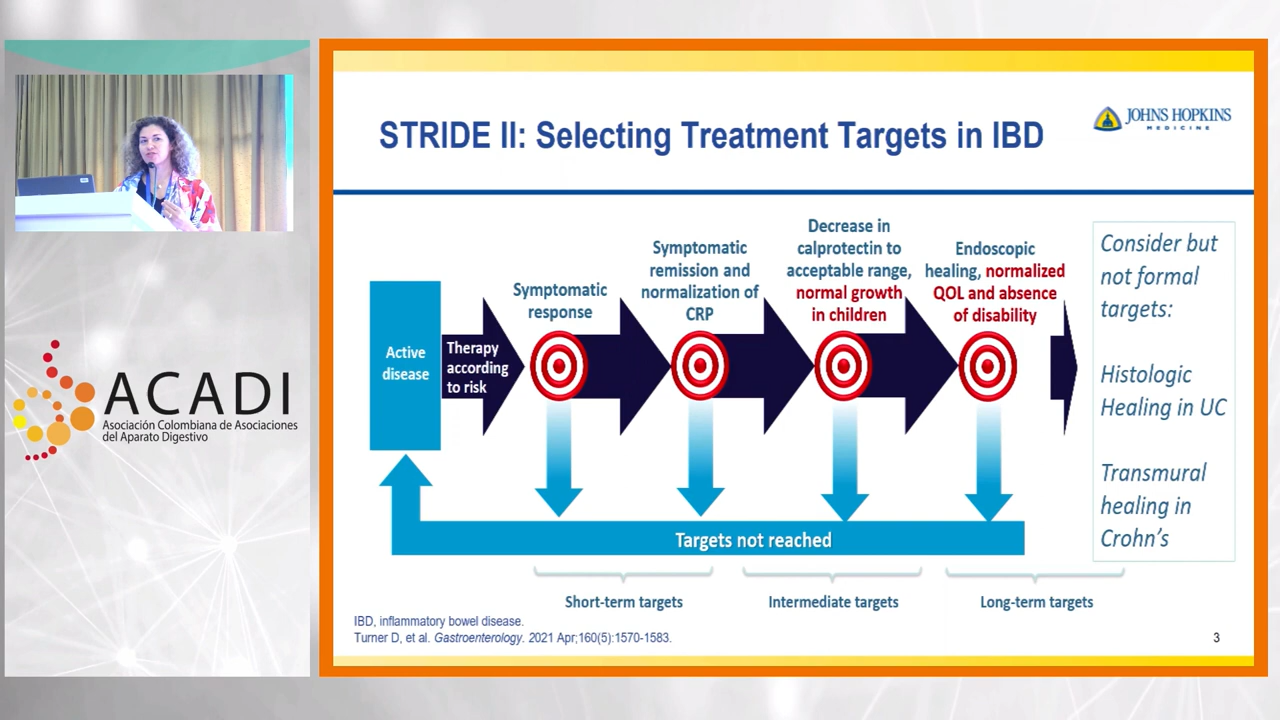 STRIDE II: Selecting Treatment Targets in IBD
JOHNS HOPKINS
MEDICINE
Active
disease
Therapy
according
to risk
Symptomatic
response
Symptomatic
remission and
normalization of
CRP
Decrease in
calprotectin to
acceptable range,
normal growth
in children
Endoscopic
healing, normalized
QOL and absence
of disability
Consider but
not formal
targets:
Histologic
Healing in UC
Transmural
healing in
Crohn's
Targets not reached
Short-term targets
Intermediate targets
Long-term targets
IBD, inflammatory bowel disease.
Turner D, et al. Gastroenterology. 2021 Apr;160(5):1570-1583.
3
ACADI
Asociación Colombiana de Asociaciones
del Aparato Digestivo